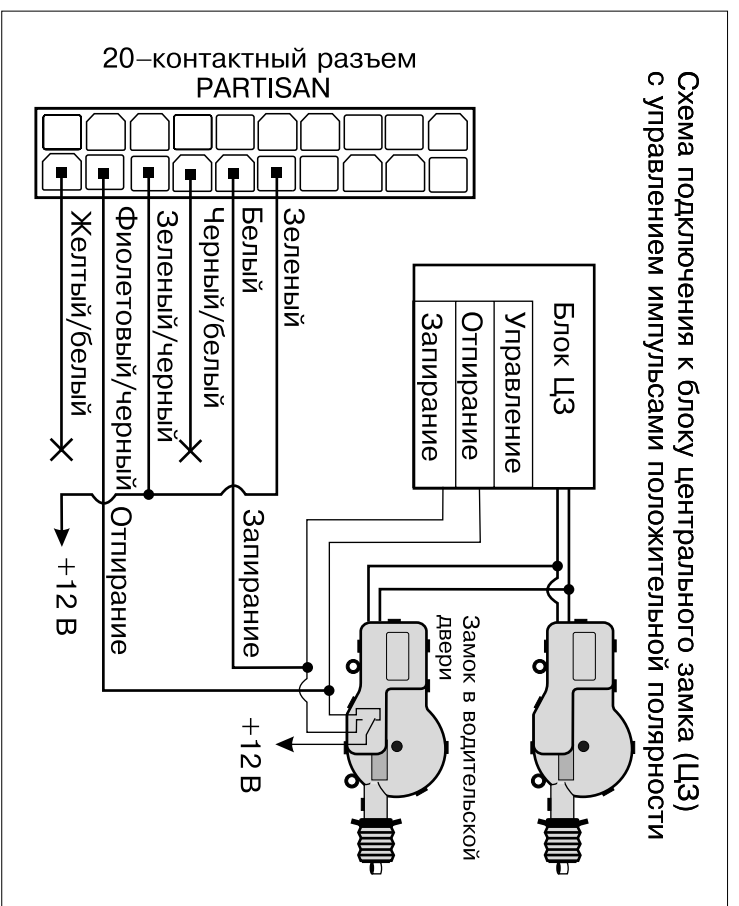 Схема подключения к блоку центрального замка (ЦЗ)
с управлением импульсами положительной полярности
20-контактный разъем
PARTISAN
Зеленый
Белый
Черный/белый
Зеленый/черный
Фиолетовый/черный
Желтый/белый
Запирание
Отпирание
+12 В
Блок ЦЗ
Управление
Отпирание
Запирание
Замок в водительской
двери
+12 В